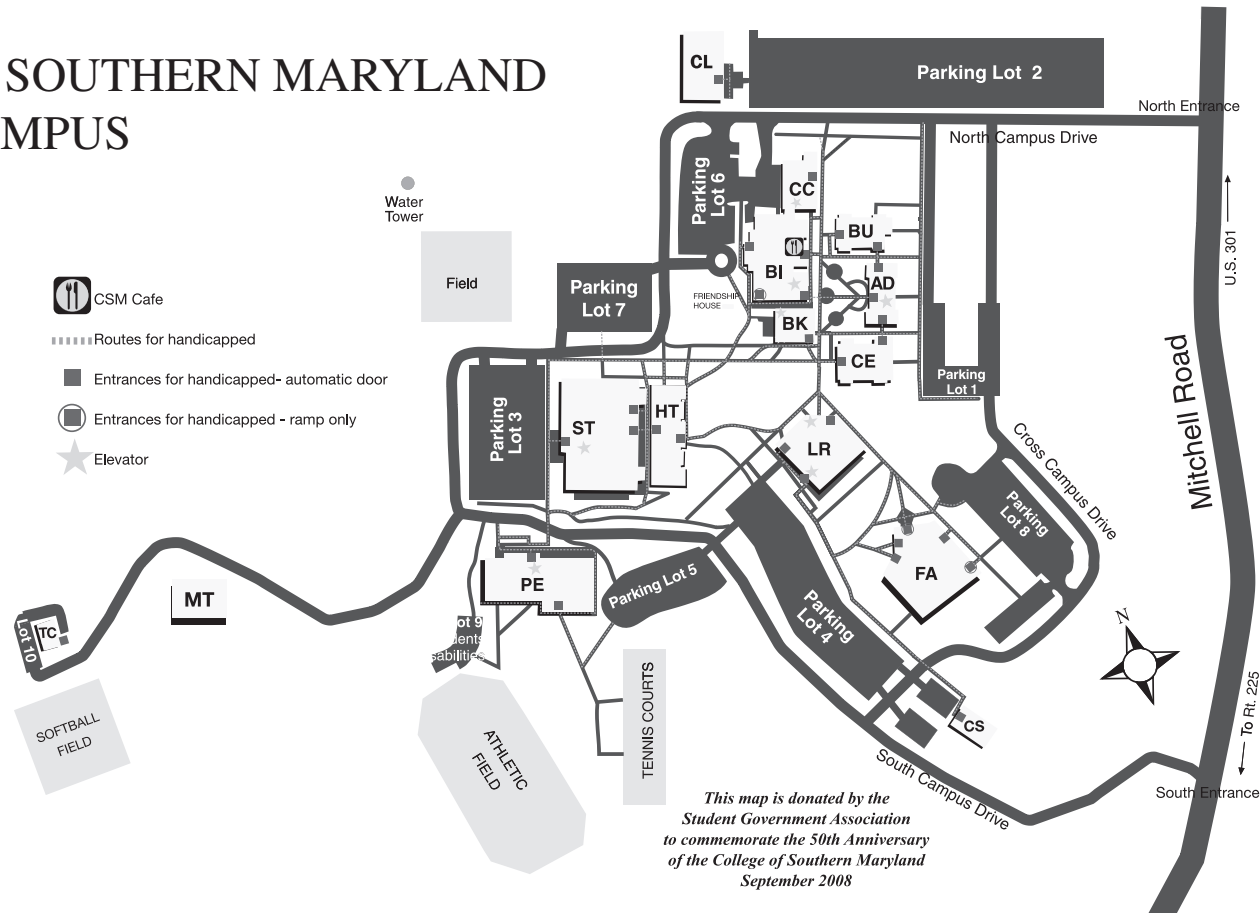 SOUTHERN MARYLAND
MPUS
CL
Parking Lot 2
North Entrance
North Campus Drive
Parking
Lot 6
CC
Water
Tower
BU
U.S. 301
Field
BI
AD
CSM Cafe
Parking
Lot 7
FRIENDSHIP
HOUSE
BK
Routes for handicapped
CE
Parking
Lot 1
Entrances for handicapped- automatic door
Entrances for handicapped - ramp only
Elevator
Parking
Lot 3
ST
HT
LR
Cross Campus Drive
Mitchell Road
Parking
Lot 8
FA
PE
Parking Lot 5
MT
Parking
Lot 4
N
TC
Lot 10
ot 9
dents
sabilities
SOFTBALL
FIELD
ATHLETIC
FIELD
TENNIS COURTS
CS
To Rt. 225
South Campus Drive
South Entrance
This map is donated by the
Student Government Association
to commemorate the 50th Anniversary
of the College of Southern Maryland
September 2008